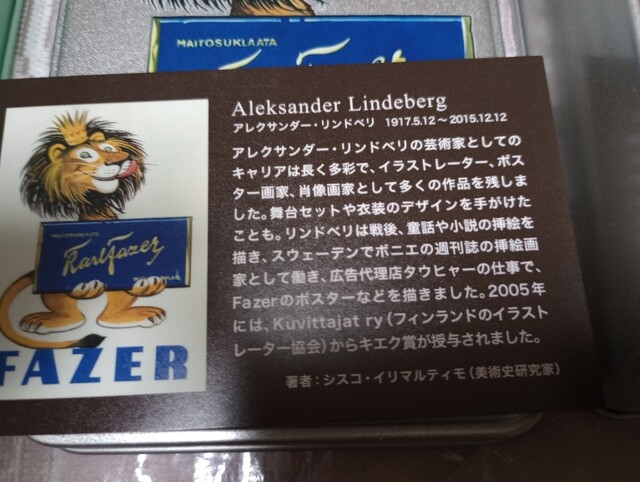 MAITOSUKLAATA
Aleksander Lindeberg
アレクサンダー・リンドベリ 1917.5.12～2015.12.12
アレクサンダー・リンドベリの芸術家としての
キャリアは長く多彩で、イラストレーター、ポス
ター画家、肖像画家として多くの作品を残しま
した。舞台セットや衣装のデザインを手がけた
ことも。リンドベリは戦後、童話や小説の挿絵を
描き、スウェーデンでボニエの週刊誌の挿絵画
家として働き、広告代理店タウヒャーの仕事で、
Fazerのポスターなどを描きました。2005年
には、Kuvittajat ry（フィンランドのイラスト
レーター協会）からキエク賞が授与されました。
著者：シスコ・イリマルティモ（美術史研究家）
MAITOSUKLAATA
Karl Fazer
FAZER